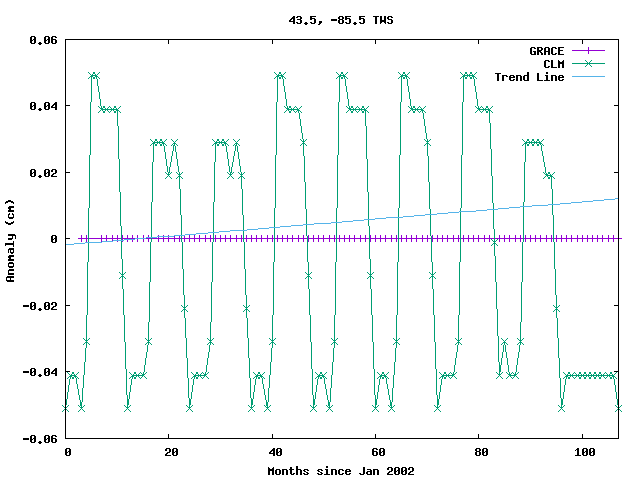 43.5, -85.5 TWS
GRACE
CLM
Trend Line
0.06
0.04
0.02
0
-0.02
-0.04
-0.06
Anomaly (cm)
0 20 40 60 80 100
Months since Jan 2002